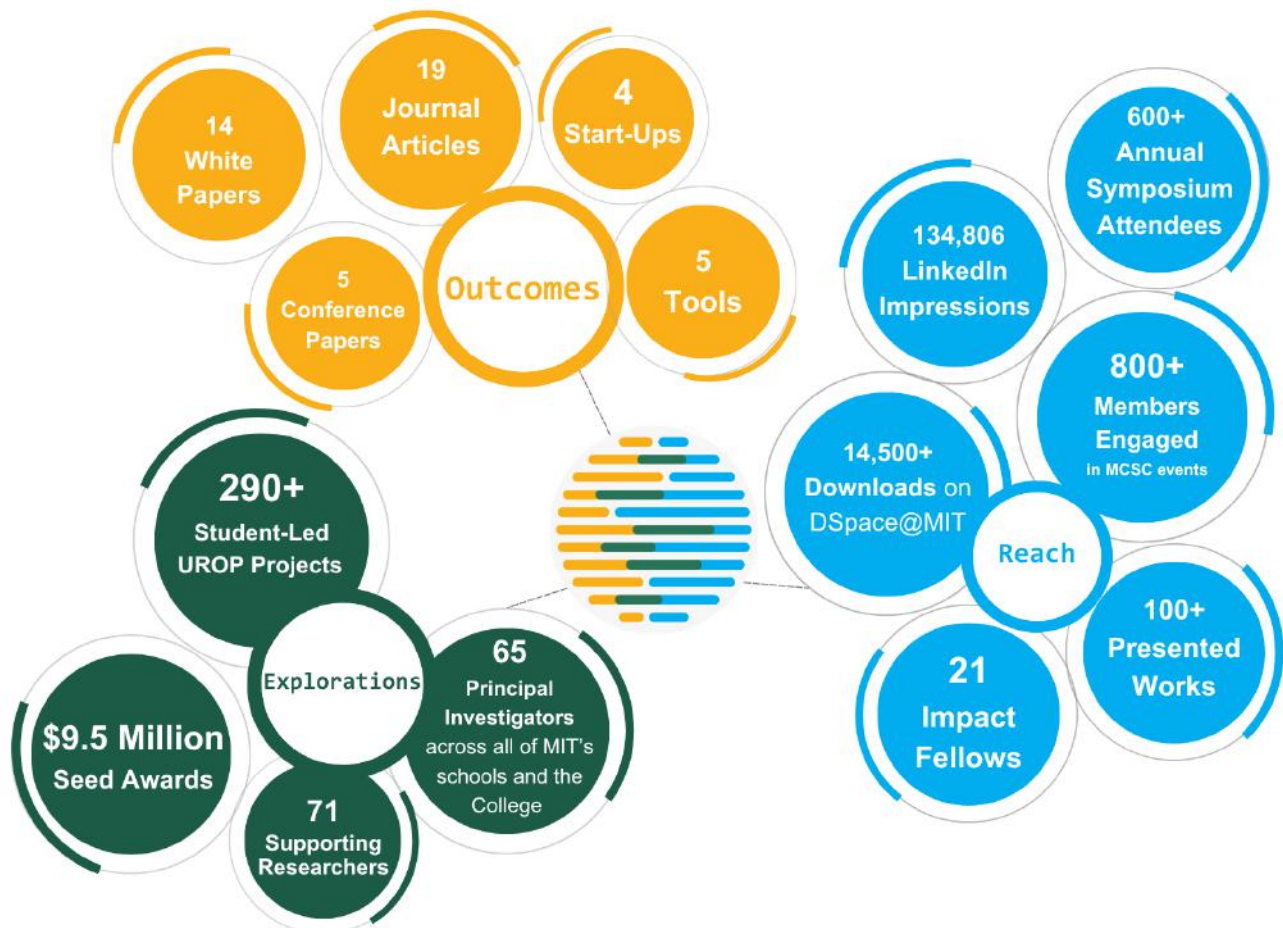 19
Journal
Articles
4
Start-Ups
14
White
Papers
5
Conference
Papers
Outcomes
5
Tools
600+
Annual
Symposium
Attendees
134,806
LinkedIn
Impressions
800+
Members
Engaged
in MCSC events
14,500+
Downloads on
DSpace@MIT
Reach
100+
Presented
Works
21
Impact
Fellows
290+
Student-Led
UROP Projects
Explorations
65
Principal
Investigators
across all of MIT's
schools and the
College
$9.5 Million
Seed Awards
71
Supporting
Researchers